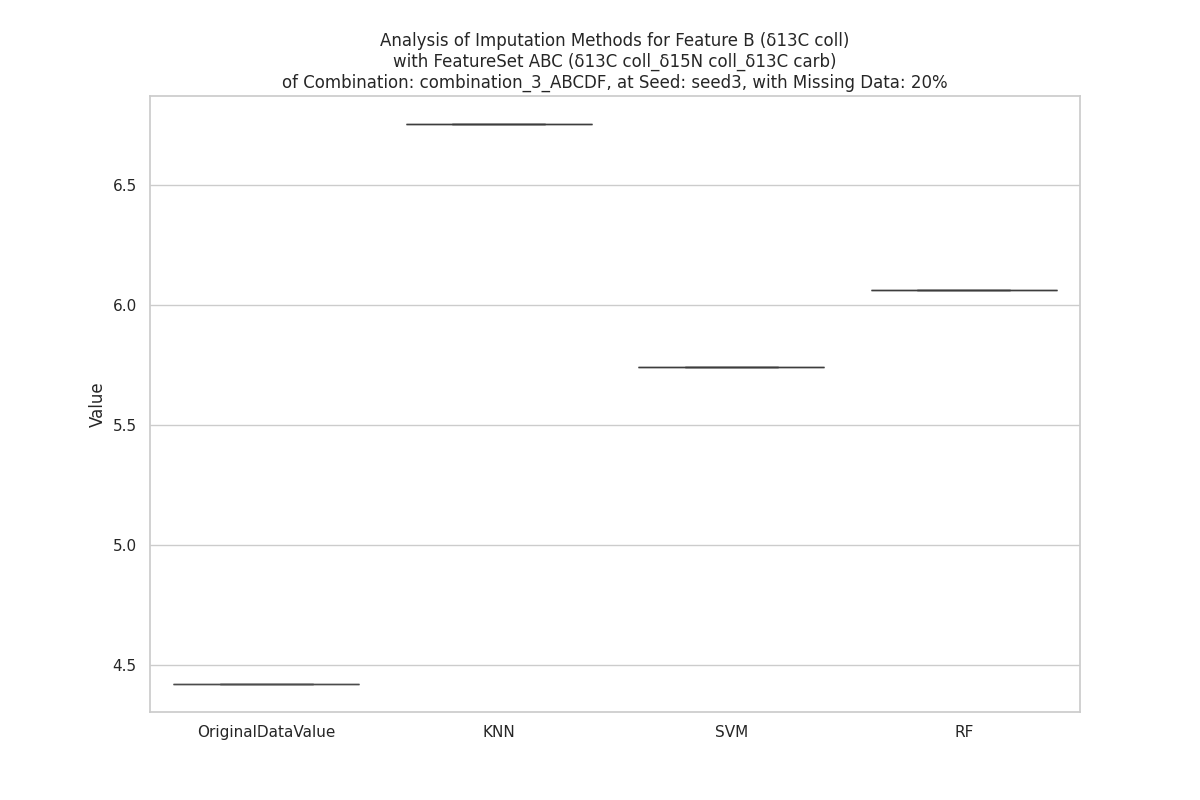 Analysis of Imputation Methods for Feature B (δ13C coll)
with FeatureSet ABC (δ13C coll_δ15N coll_δ13C carb)
of Combination: combination_3_ABCDF, at Seed: seed3, with Missing Data: 20%
6.5
6.0
5.5
5.0
4.5
Value
OriginalDataValue KNN SVM RF